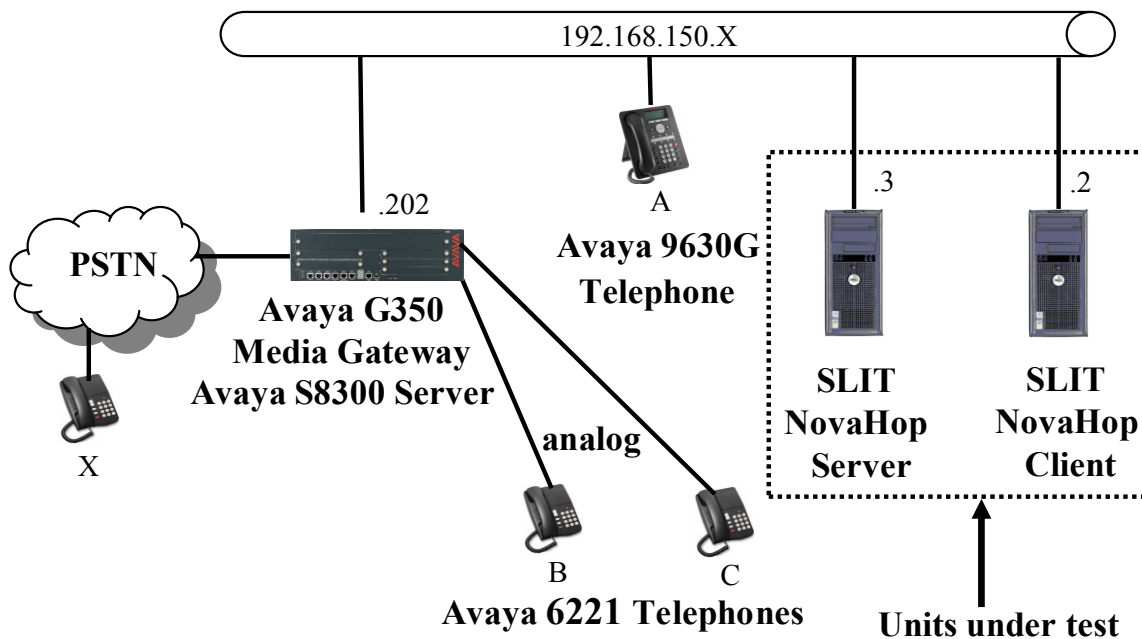 192.168.150.X
.202
.3
.2
A
PSTN
AVAYA
Avaya 9630G
Telephone
Avaya G350
Media Gateway
Avaya S8300 Server
X
analog
B
C
Avaya 6221 Telephones
SLIT
NovaHop
Server
SLIT
NovaHop
Client
Units under test